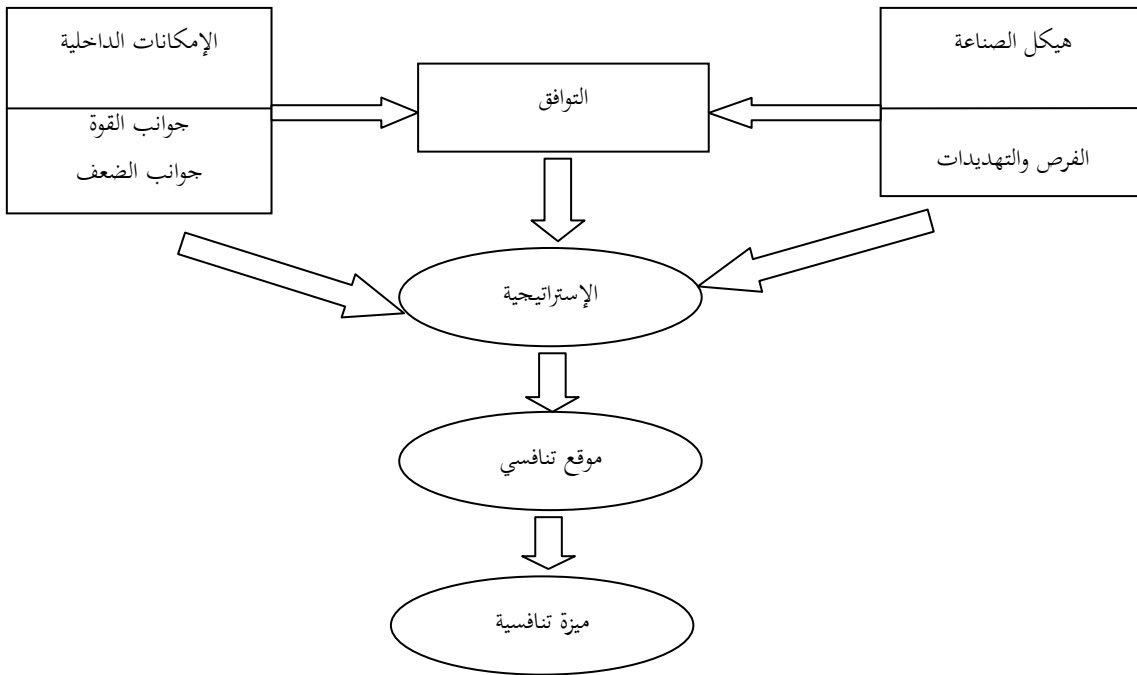 هيكل الصناعة
الفرص والتهديدات
التوافق
الإمكانات الداخلية
جوانب القوة
جوانب الضعف
الإستراتيجية
موقع تنافسي
ميزة تنافسية